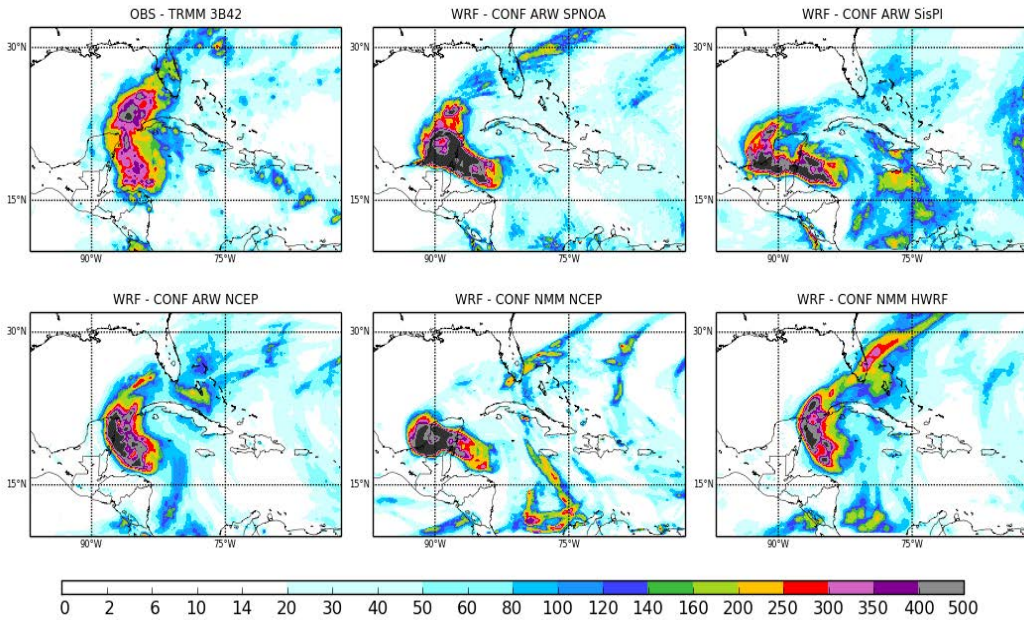 OBS - TRMM 3B42
WRF - CONF ARW SPNOA
WRF - CONF ARW SisPI
30°N 30°N 30°N
15°N 15°N 15°N
90°W 75°W 90°W 75°W 90°W 75°W
WRF - CONF ARW NCEP
WRF - CONF NMM NCEP
WRF - CONF NMM HWRF
30°N 30°N 30°N
15°N 15°N 15°N
90°W 75°W 90°W 75°W 90°W 75°W
0 2 6 10 14 20 30 40 50 60 80 100 120 140 160 200 250 300 350 400 500